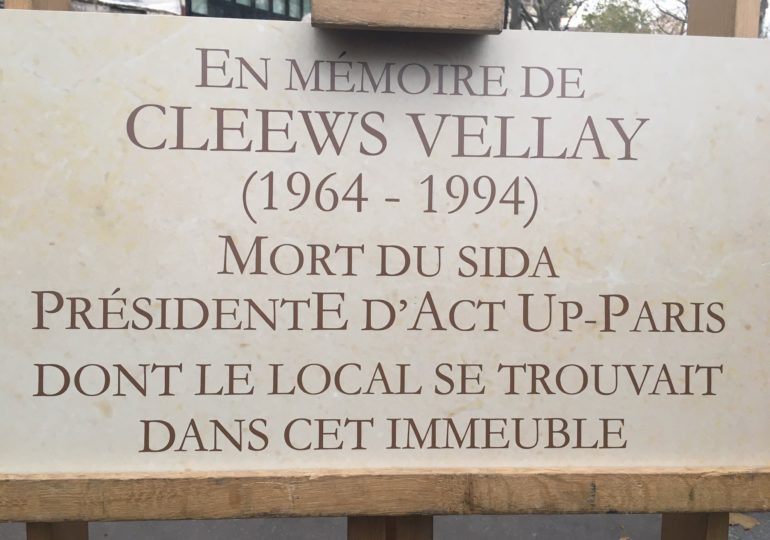 EN MÉMOIRE DE
CLEEWS VELLAY
(1964 - 1994)
MORT DU SIDA
PRÉSIDENTE D'ACT UP-PARIS
DONT LE LOCAL SE TROUVAIT
DANS CET IMMEUBLE